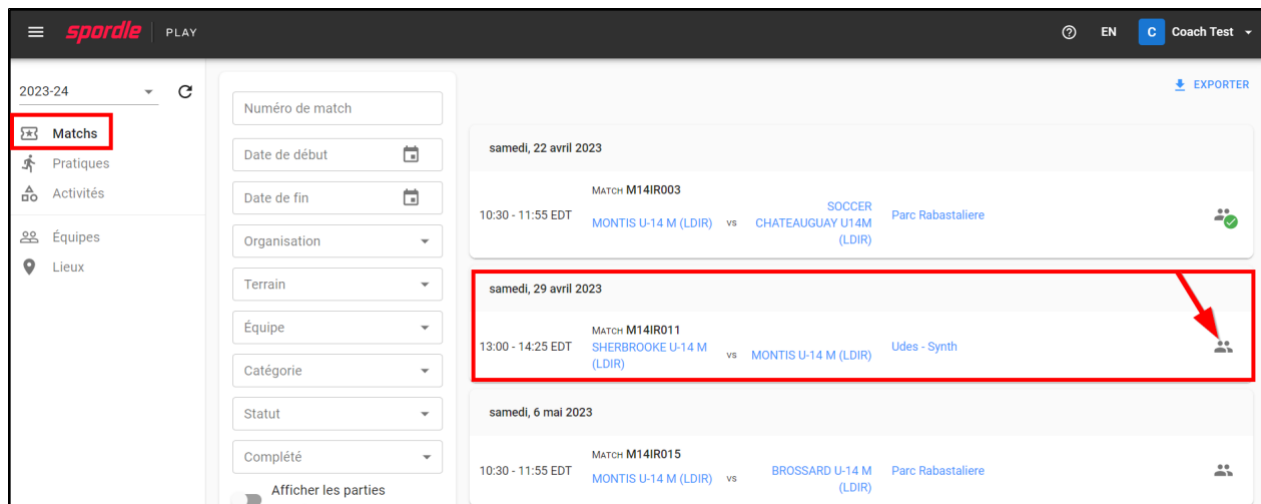 spordle PLAY EN C Coach Test
2023-24
Matchs
Pratiques
Activités
Équipes
Lieux
Numéro de match
Date de début
Date de fin
Organisation
Terrain
Équipe
Catégorie
Statut
Complété
Afficher les parties
EXPORTER
samedi, 22 avril 2023
MATCH M14IR003
10:30 - 11:55 EDT MONTIS U-14 M (LDIR) vs SOCCER
CHATEAUGUAY U14M
(LDIR)
Parc Rabastaliere
samedi, 29 avril 2023
MATCH M14IR011
13:00 - 14:25 EDT SHERBROOKE U-14 M
(LDIR)
vs MONTIS U-14 M (LDIR) Udes - Synth
samedi, 6 mai 2023
MATCH M14IR015
10:30 - 11:55 EDT MONTIS U-14 M (LDIR) vs BROSSARD U-14 M
(LDIR)
Parc Rabastaliere